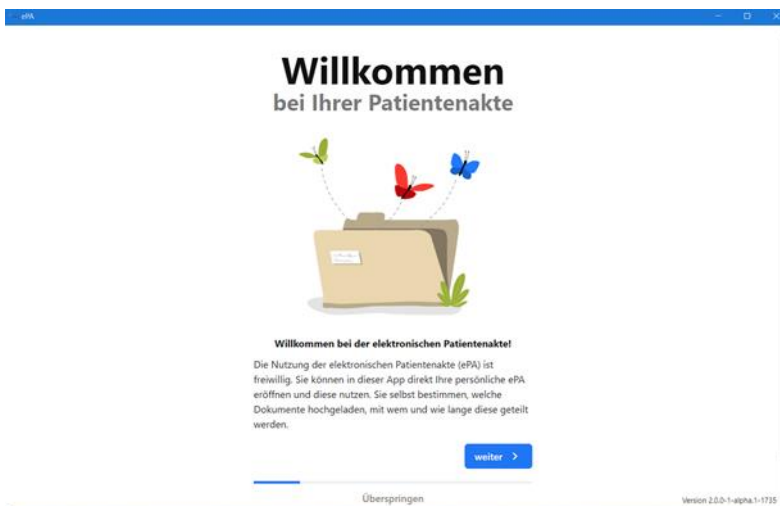 ePA
Willkommen
bei Ihrer Patientenakte
Willkommen bei der elektronischen Patientenakte!
Die Nutzung der elektronischen Patientenakte (ePA) ist
freiwillig. Sie können in dieser App direkt Ihre persönliche ePA
eröffnen und diese nutzen. Sie selbst bestimmen, welche
Dokumente hochgeladen, mit wem und wie lange diese geteilt
werden.
weiter
Überspringen
Version 2.0.0-1-alpha.1-1735